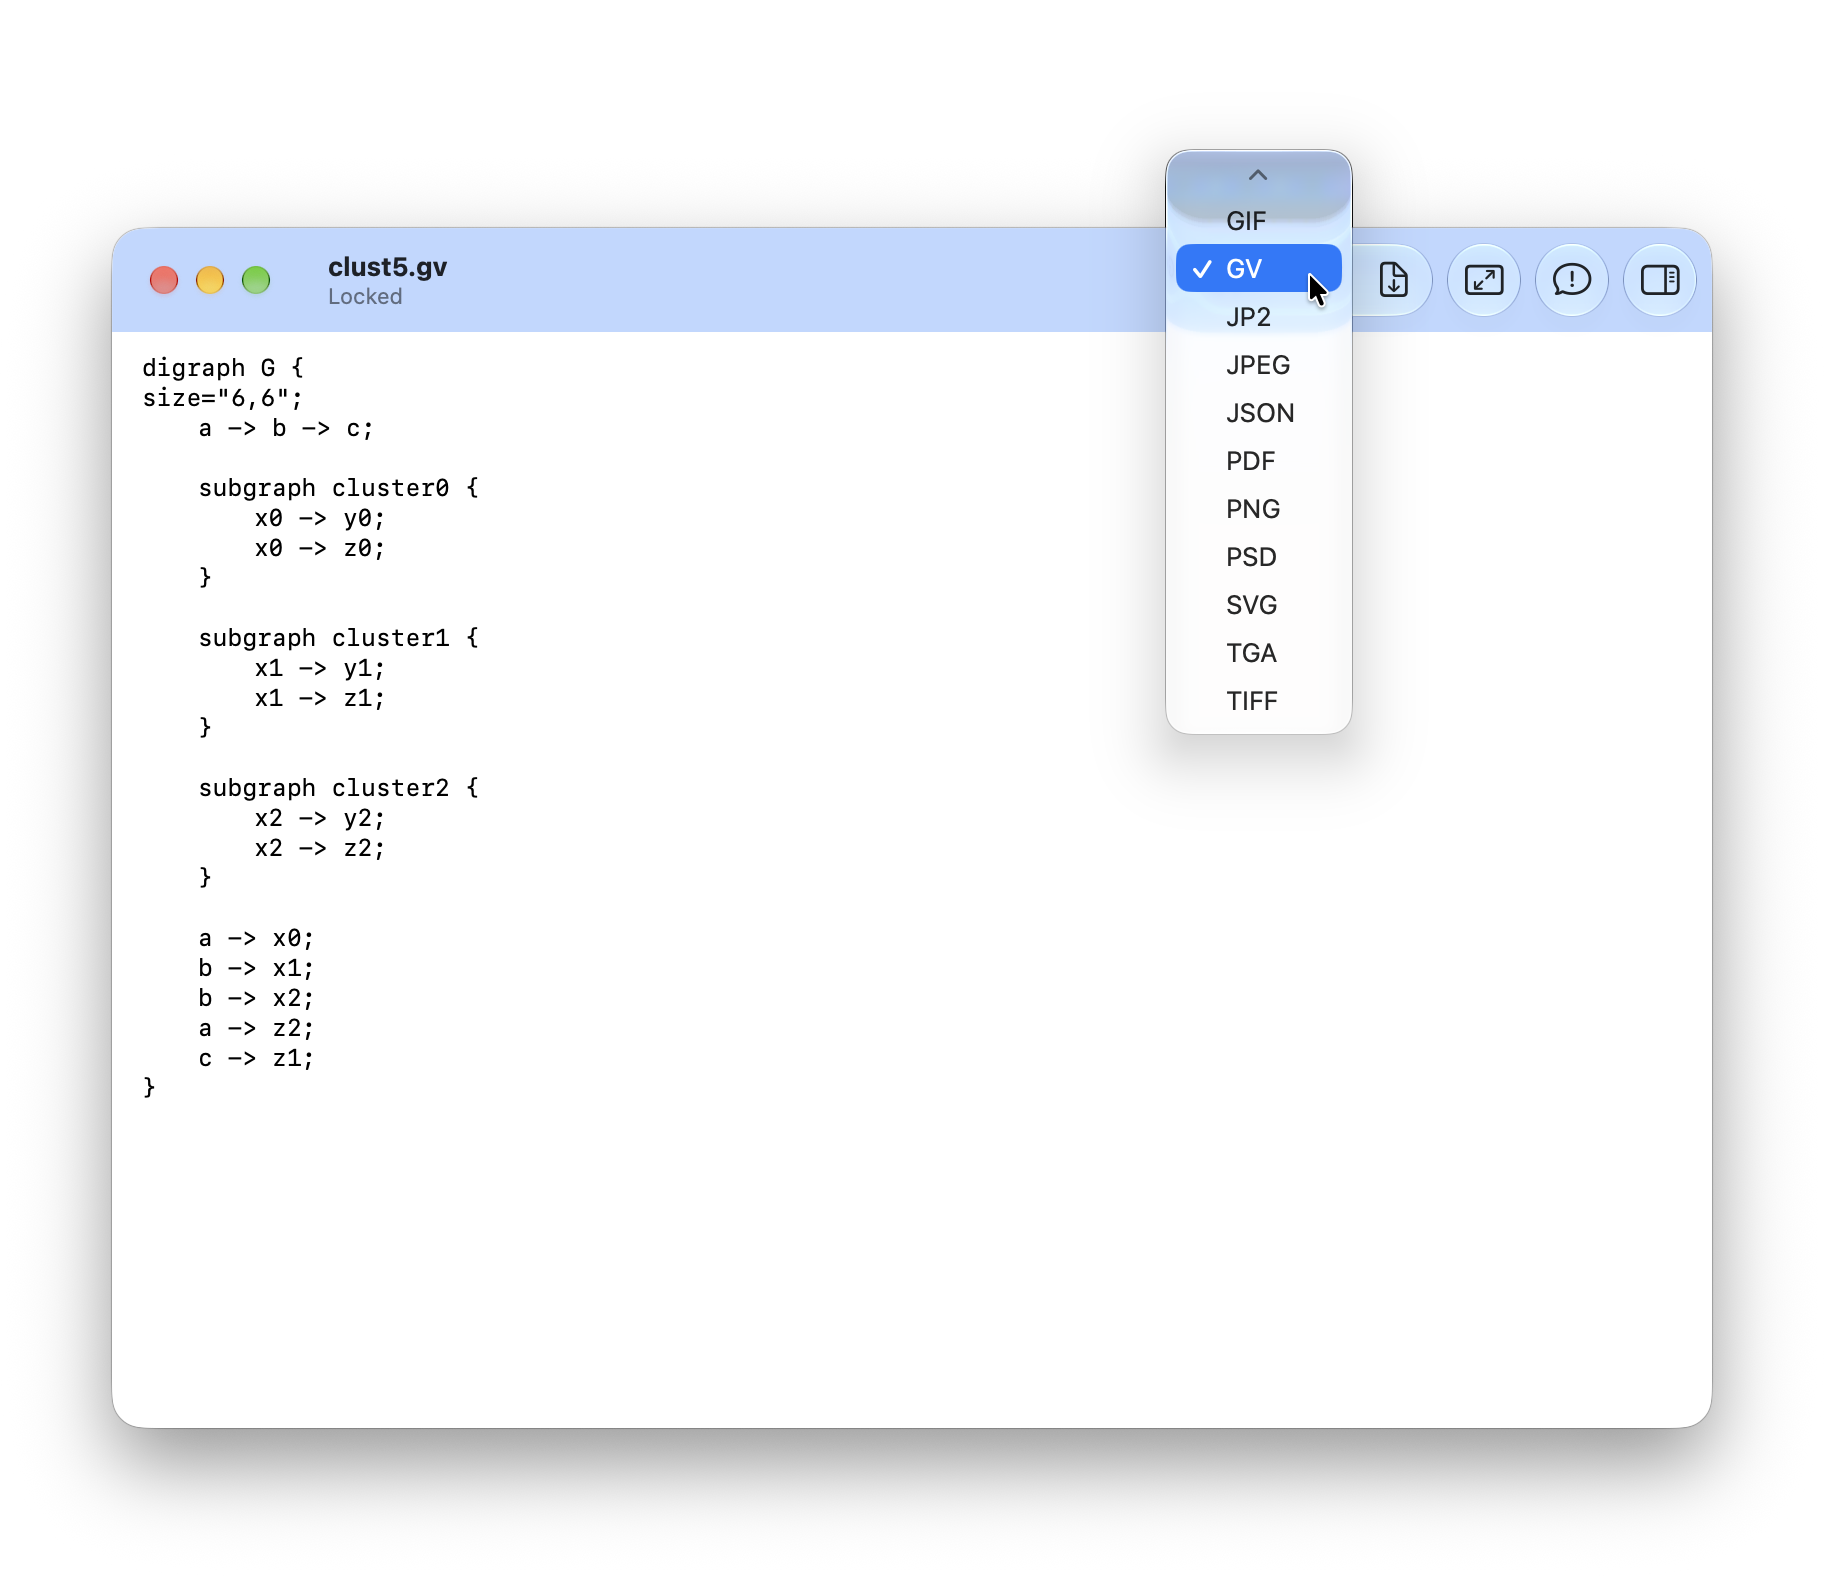 clust5.gv
Locked
GIF
GV
JP2
JPEG
JSON
PDF
PNG
PSD
SVG
TGA
TIFF
digraph G {
size="6,6";
    a -> b -> c;

    subgraph cluster0 {
        x0 -> y0;
        x0 -> z0;
    }

    subgraph cluster1 {
        x1 -> y1;
        x1 -> z1;
    }

    subgraph cluster2 {
        x2 -> y2;
        x2 -> z2;
    }

    a -> x0;
    b -> x1;
    b -> x2;
    a -> z2;
    c -> z1;
}